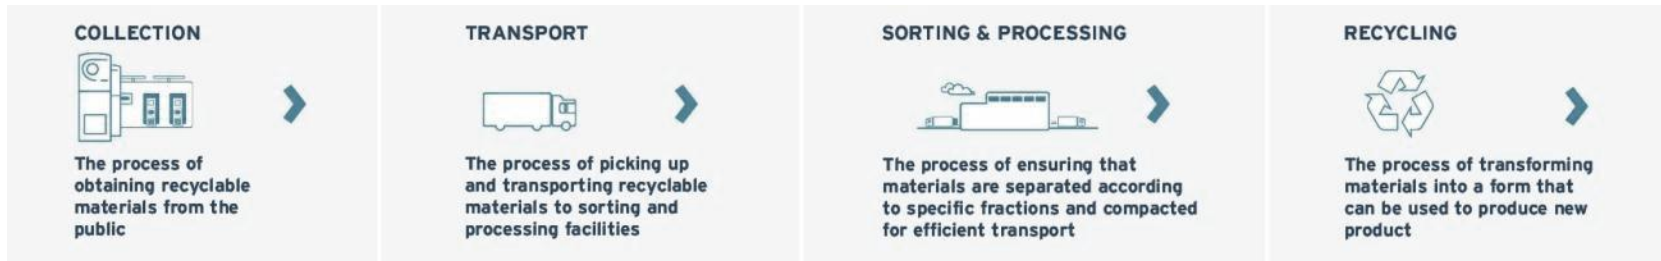 COLLECTION
The process of
obtaining recyclable
materials from the
public
TRANSPORT
The process of picking up
and transporting recyclable
materials to sorting and
processing facilities
SORTING & PROCESSING
The process of ensuring that
materials are separated according
to specific fractions and compacted
for efficient transport
RECYCLING
The process of transforming
materials into a form that
can be used to produce new
product